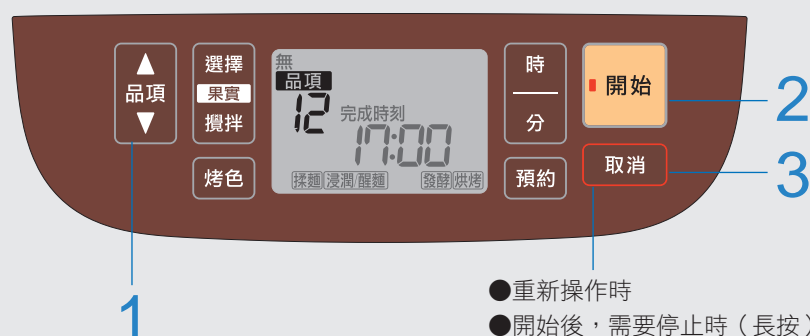 ▲
品項
▼
選擇
果實
攪拌
烤色
無
品項
12
完成時刻
17:00
揉麵 浸潤/醒麵 發酵 烘烤
時
分
預約
開始
取消
1
2
3
●重新操作時
●開始後，需要停止時（長按）